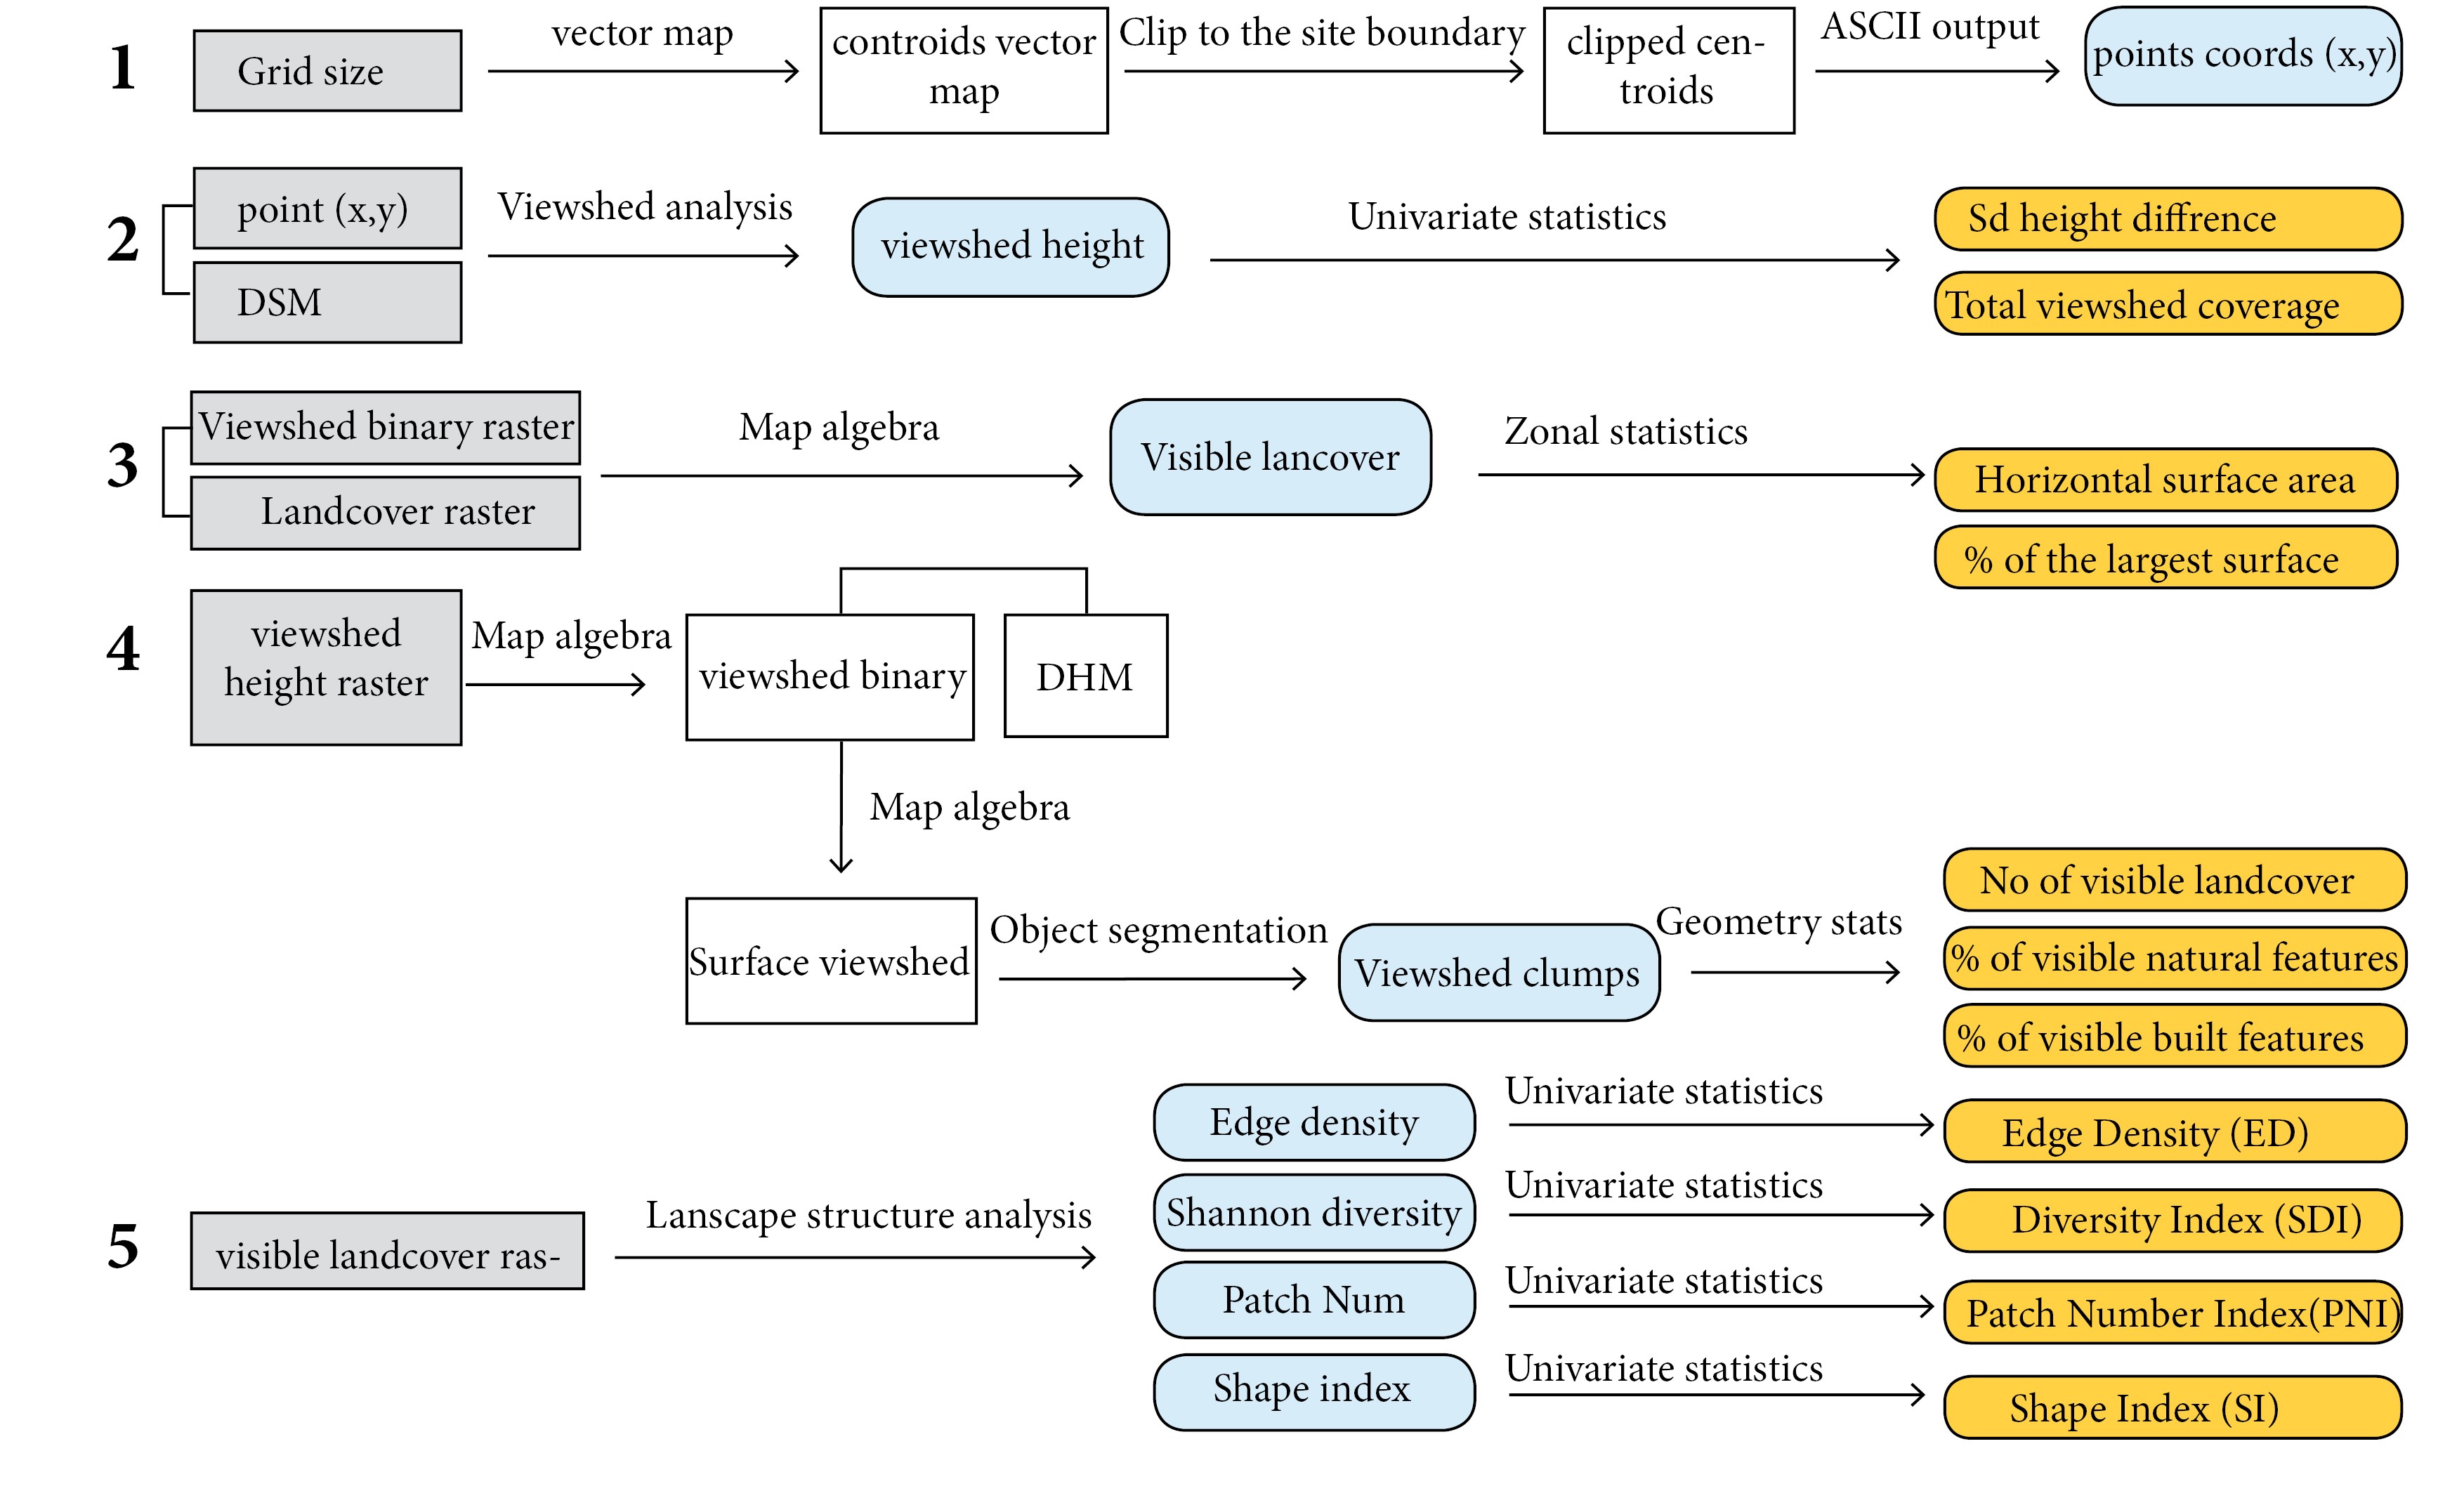 1
Grid size
vector map
controids vector
map
Clip to the site boundary
clipped cen-
troids
ASCII output
points coords (x,y)
2
point (x,y)
DSM
Viewshed analysis
viewshed height
Univariate statistics
Sd height diffrence
Total viewshed coverage
3
Viewshed binary raster
Landcover raster
Map algebra
Visible lancover
Zonal statistics
Horizontal surface area
% of the largest surface
4
viewshed
height raster
Map algebra
viewshed binary
DHM
Map algebra
Surface viewshed
Object segmentation
Viewshed clumps
Geometry stats
No of visible landcover
% of visible natural features
% of visible built features
5
visible landcover ras-
Lanscape structure analysis
Edge density
Univariate statistics
Edge Density (ED)
Shannon diversity
Univariate statistics
Diversity Index (SDI)
Patch Num
Univariate statistics
Patch Number Index(PNI)
Shape index
Univariate statistics
Shape Index (SI)